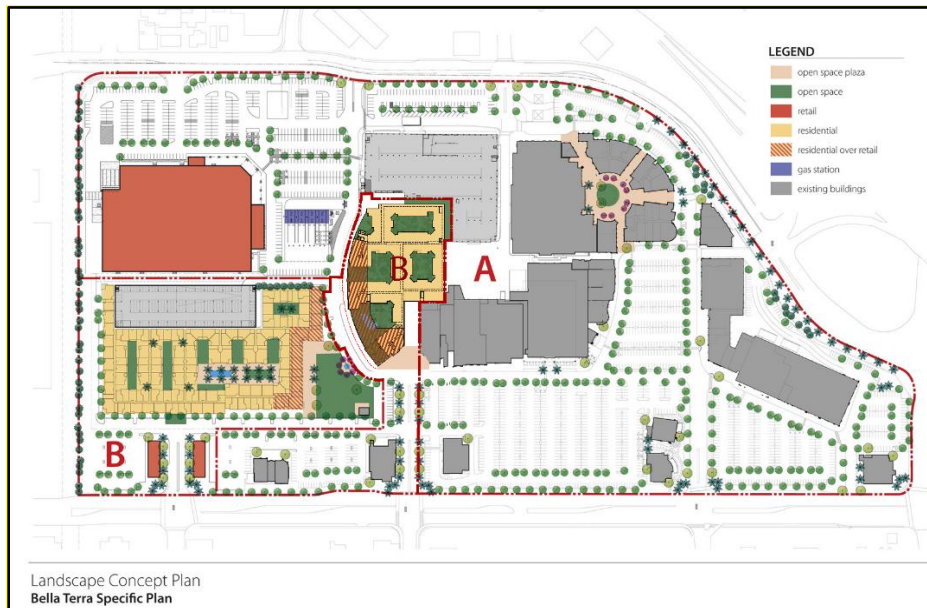 LEGEND
open space plaza
open space
retail
residential
residential over retail
gas station
existing buildings
B
A
B
Landscape Concept Plan
Bella Terra Specific Plan